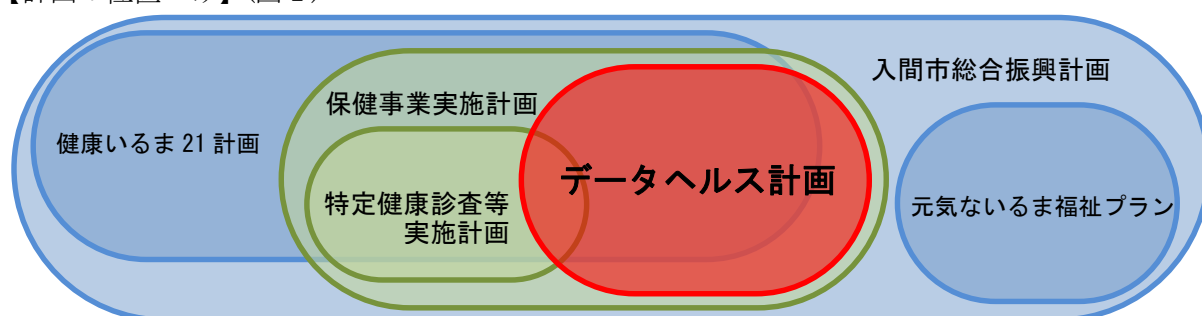 入間市総合振興計画
保健事業実施計画
健康いるま 21 計画
データヘルス計画
特定健康診査等
実施計画
元気ないるま福祉プラン